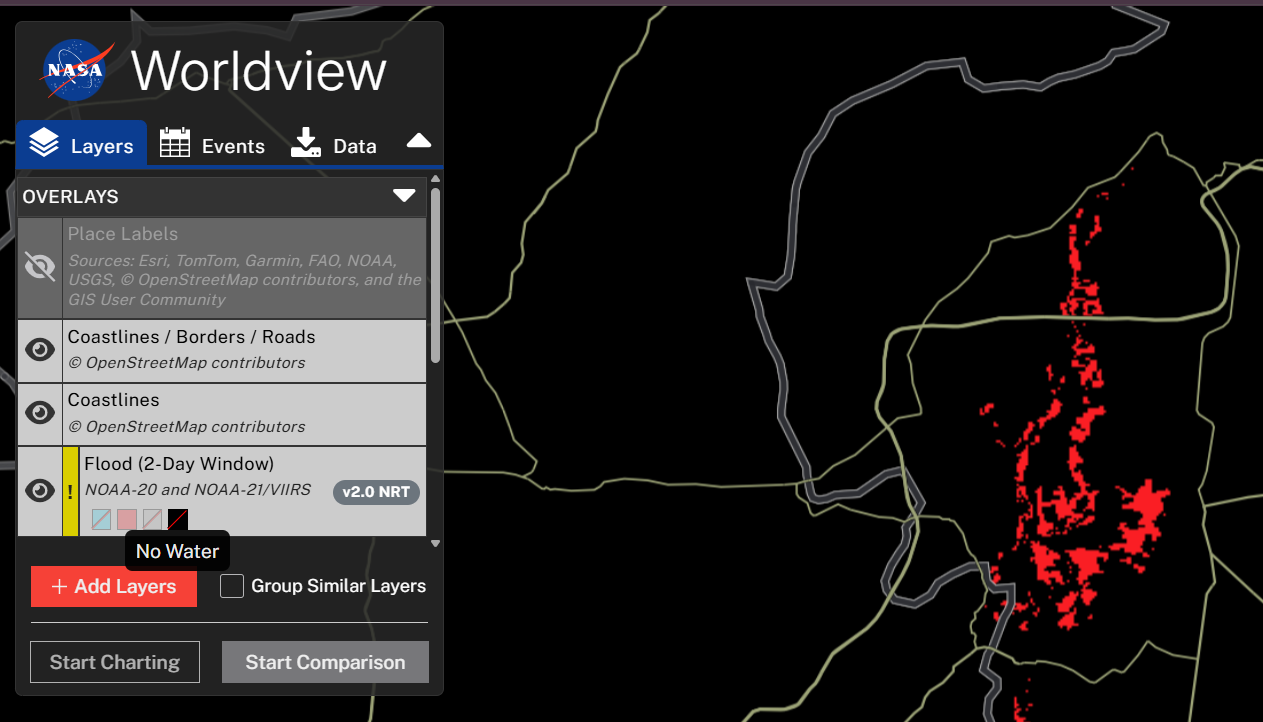 NASA
Worldview
Layers
Events
Data
OVERLAYS
Place Labels
Sources: Esri, TomTom, Garmin, FAO, NOAA,
USGS, © OpenStreetMap contributors, and the
GIS User Community
Coastlines / Borders / Roads
© OpenStreetMap contributors
Coastlines
© OpenStreetMap contributors
Flood (2-Day Window)
!
NOAA-20 and NOAA-21/VIIRS
v2.0 NRT
No Water
+ Add Layers
Group Similar Layers
Start Charting
Start Comparison